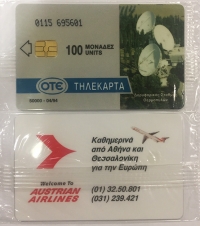 0115 695601
100 ΜΟΝΑΔΕΣ
UNITS
ΟΤΕ
ΤΗΛΕΚΑΡΤΑ
Καθημερινά
από Αθήνα και
Θεσσαλονίκη
για την Ευρώπη
Welcome To
AUSTRIAN
AIRLINES
(01) 32.50.801
(031) 239.421